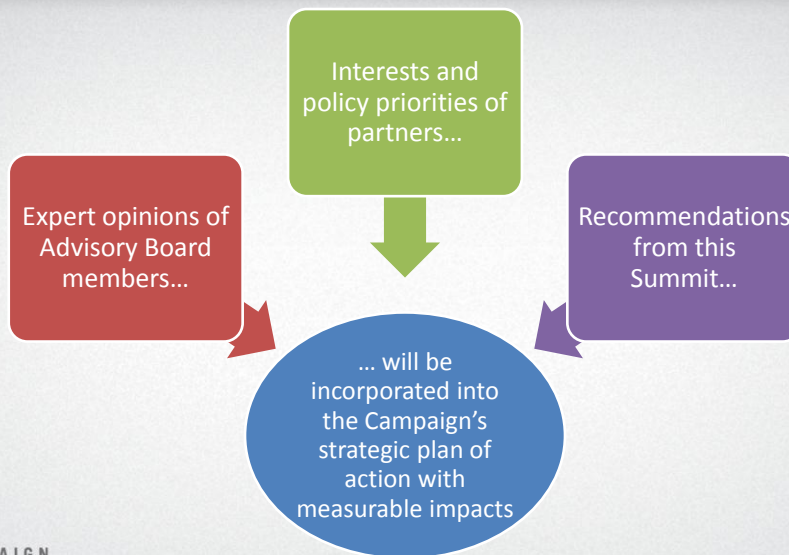 Interests and
policy priorities of
partners…
Expert opinions of
Advisory Board
members…
Recommendations
from this
Summit…
… will be
incorporated into
the Campaign’s
strategic plan of
action with
measurable impacts